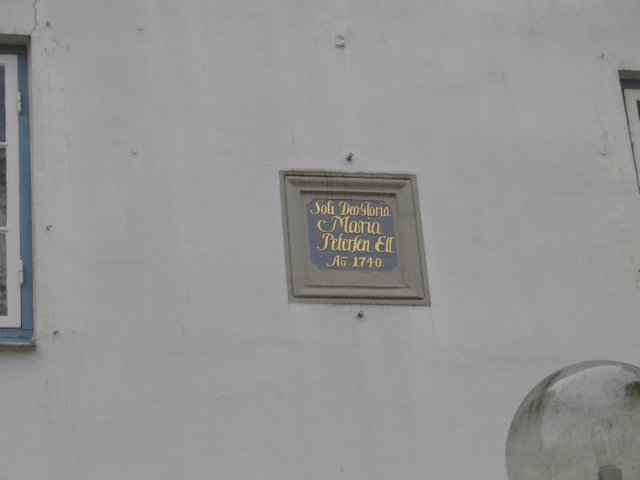 Soli Deo Gloria
Maria
Petersen Ell.
Aō. 1740.